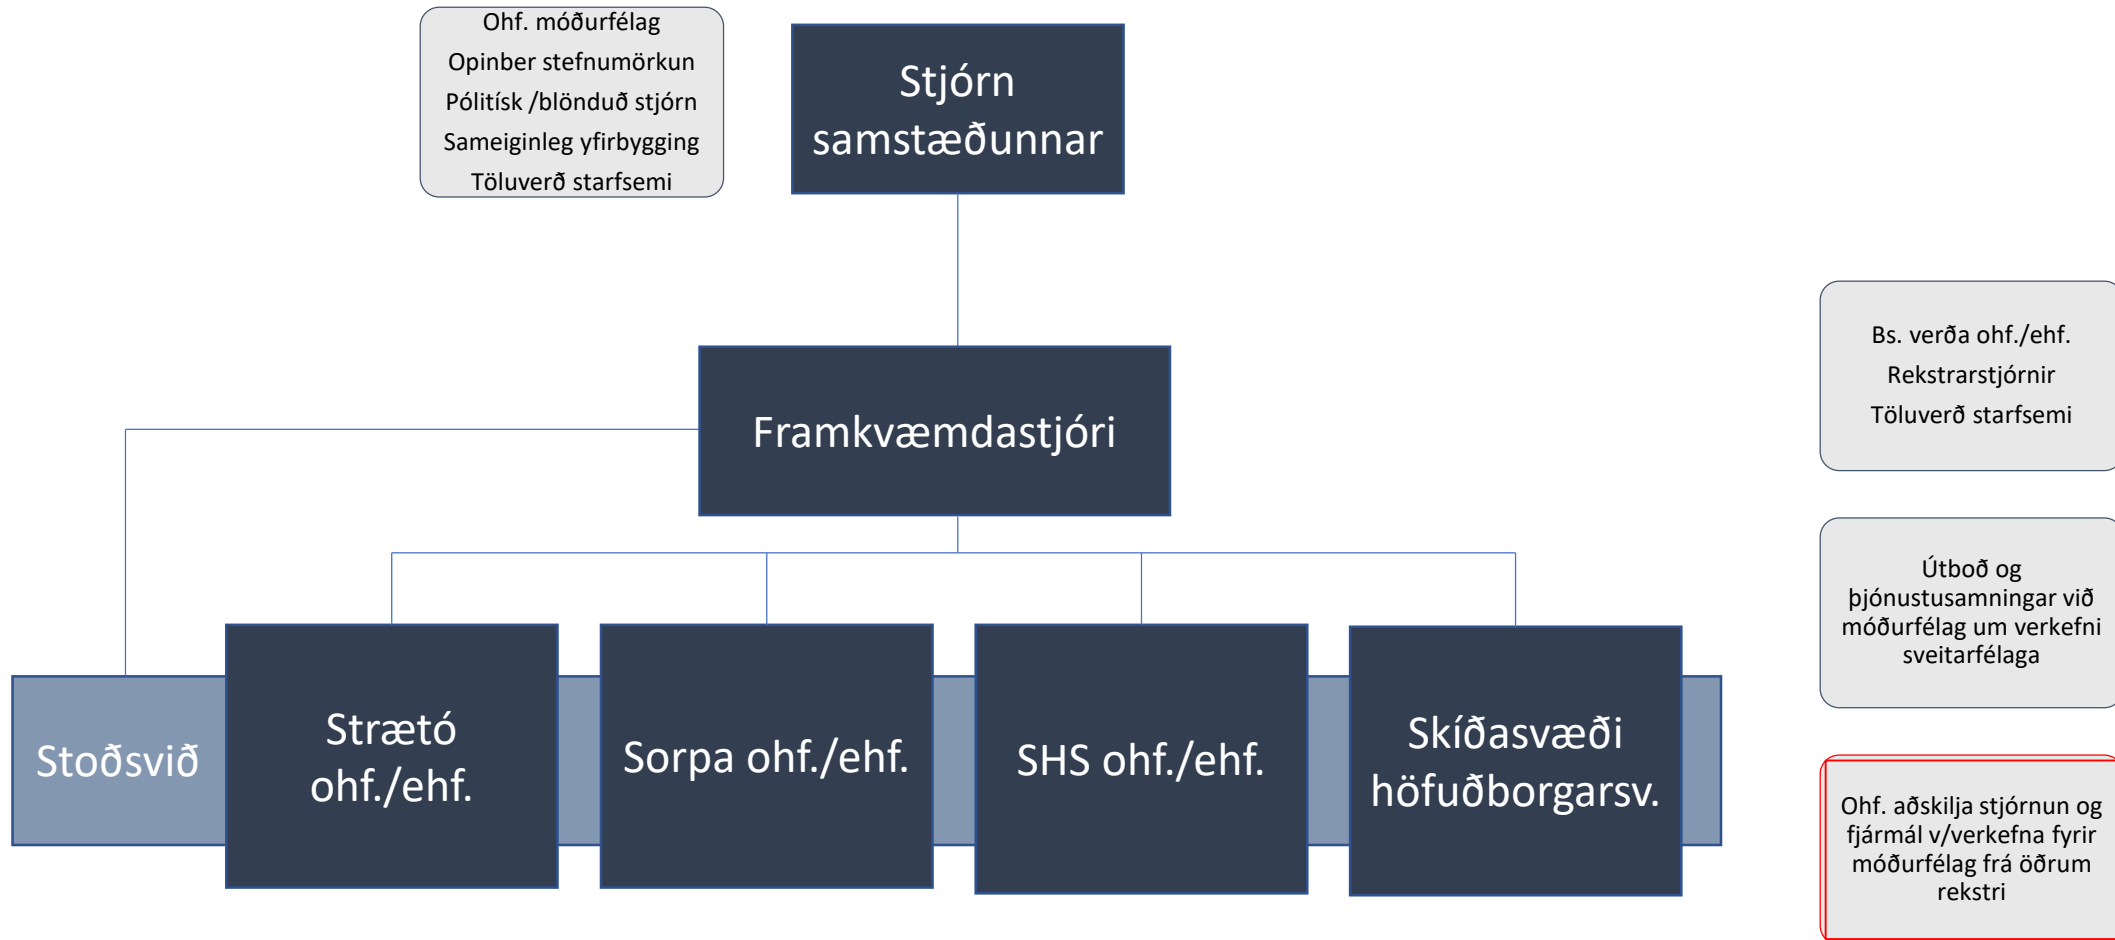 Ohf. móðurfélag
Opinber stefnumörkun
Pólitísk /blönduð stjórn
Sameiginleg yfirbygging
Töluverð starfsemi
Stjórn
samstæðunnar
Framkvæmdastjóri
Stoðsvið
Strætó
ohf./ehf.
Sorpa ohf./ehf.
SHS ohf./ehf.
Skíðasvæði
höfuðborgarsv.
Bs. verða ohf./ehf.
Rekstrarstjórnir
Töluverð starfsemi
Útboð og
þjónustusamningar við
móðurfélag um verkefni
sveitarfélaga
Ohf. aðskilja stjórnun og
fjármál v/verkefna fyrir
móðurfélag frá öðrum
rekstri